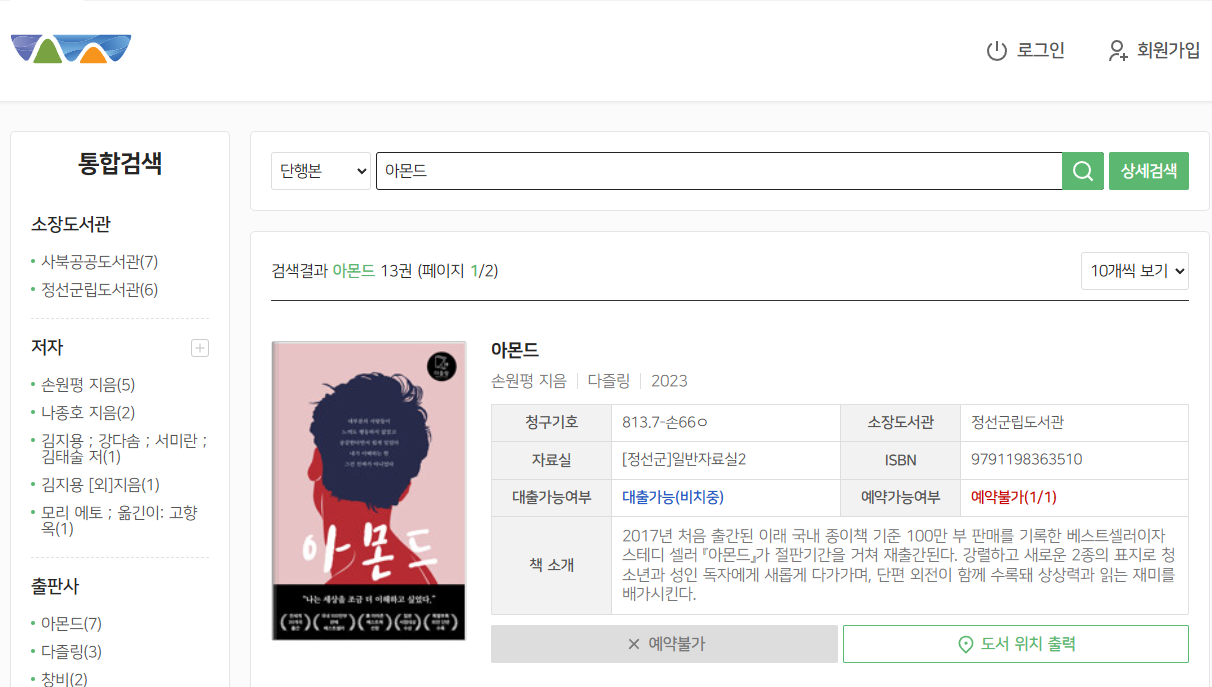 로그인
회원가입
통합검색
소장도서관
사북공공도서관(7)
정선군립도서관(6)
저자
손원평 지음(5)
나종호 지음(2)
김지용 ; 강다솜 ; 서미란 ;
김태술 저(1)
김지용 [외]지음(1)
모리 에토 ; 옮긴이: 고향
옥(1)
출판사
아몬드(7)
다즐링(3)
창비(2)
단행본
아몬드
상세검색
검색결과 아몬드 13권 (페이지 1/2)
10개씩 보기
아몬드
"나는 세상을 조금 더 이해하고 싶었다."
아몬드
손원평 지음 다즐링 2023
청구기호 813.7-손66ㅇ 소장도서관 정선군립도서관
자료실 [정선군]일반자료실2 ISBN 9791198363510
대출가능여부 대출가능(비치중) 예약가능여부 예약불가(1/1)
책 소개
2017년 처음 출간된 이래 국내 종이책 기준 100만 부 판매를 기록한 베스트셀러이자
스테디 셀러 『아몬드』가 절판기간을 거쳐 재출간된다. 강렬하고 새로운 2종의 표지로 청
소년과 성인 독자에게 새롭게 다가가며, 단편 외전이 함께 수록돼 상상력과 읽는 재미를
배가시킨다.
예약불가
도서 위치 출력